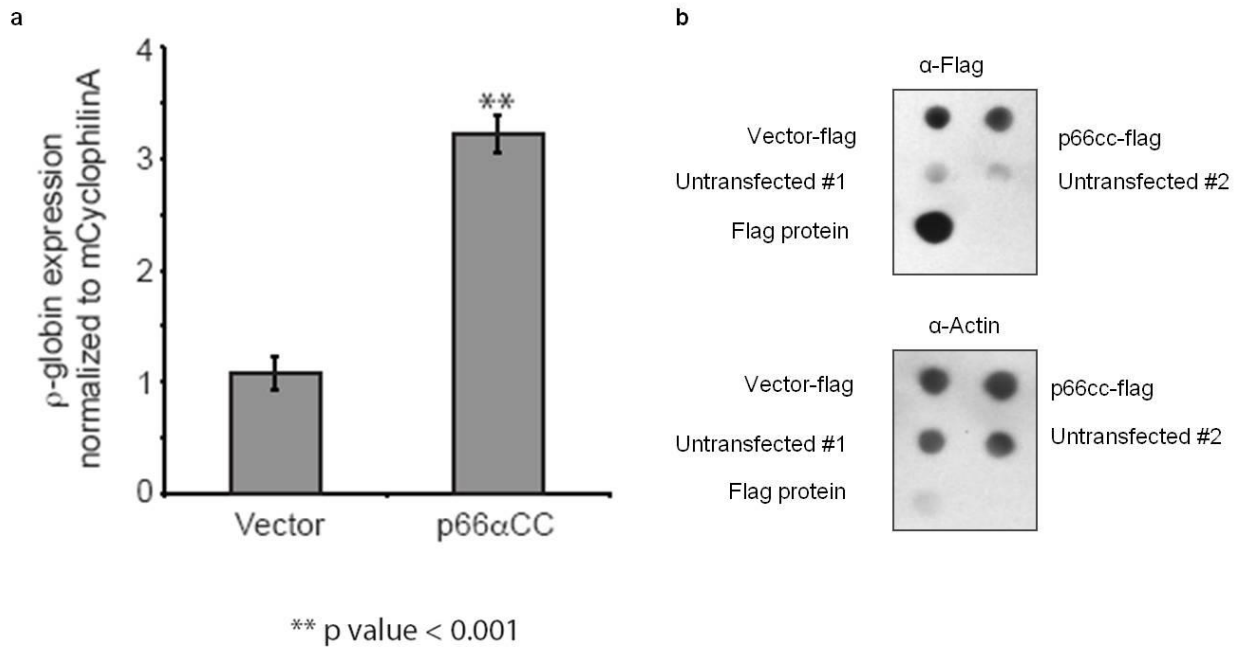 a
ρ-globin expression
normalized to mCyclophilinA
4
3
2
1
0
**
Vector
p66αCC
** p value < 0.001
b
α-Flag
Vector-flag
p66cc-flag
Untransfected #1
Untransfected #2
Flag protein
α-Actin
Vector-flag
p66cc-flag
Untransfected #1
Untransfected #2
Flag protein